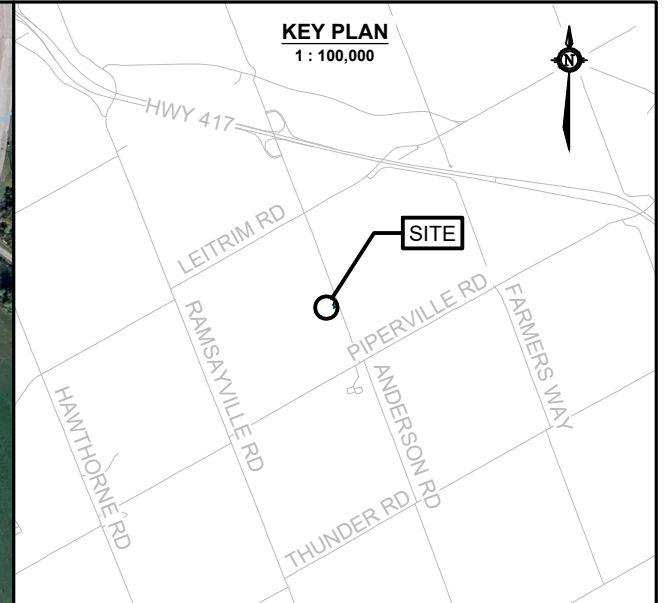 KEY PLAN
1 : 100,000
N
HWY 417
LEITRIM RD
SITE
PIPERVILLE RD
FARMERS WAY
RAMSAYVILLE RD
ANDERSON RD
HAWTHORNE RD
THUNDER RD